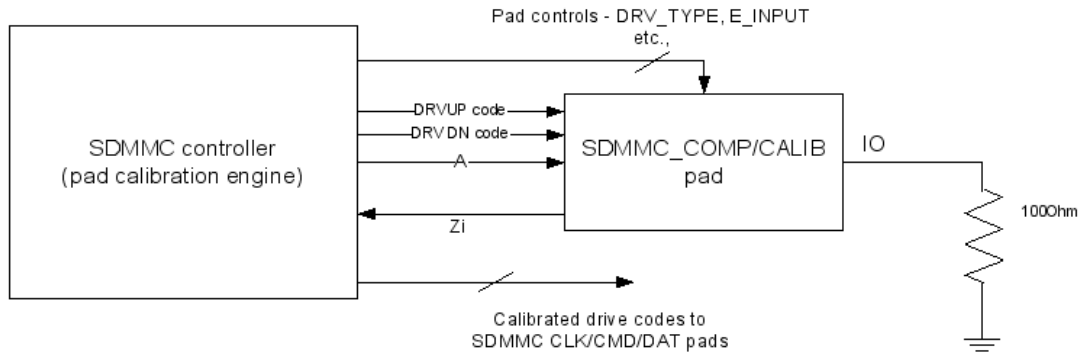 Pad controls - DRV_TYPE, E_INPUT
etc.,
DRVUP code
DRVDN code
A
SDMMC controller
(pad calibration engine)
SDMMC_COMP/CALIB
pad
IO
Zi
100Ohm
Calibrated drive codes to
SDMMC CLK/CMD/DAT pads